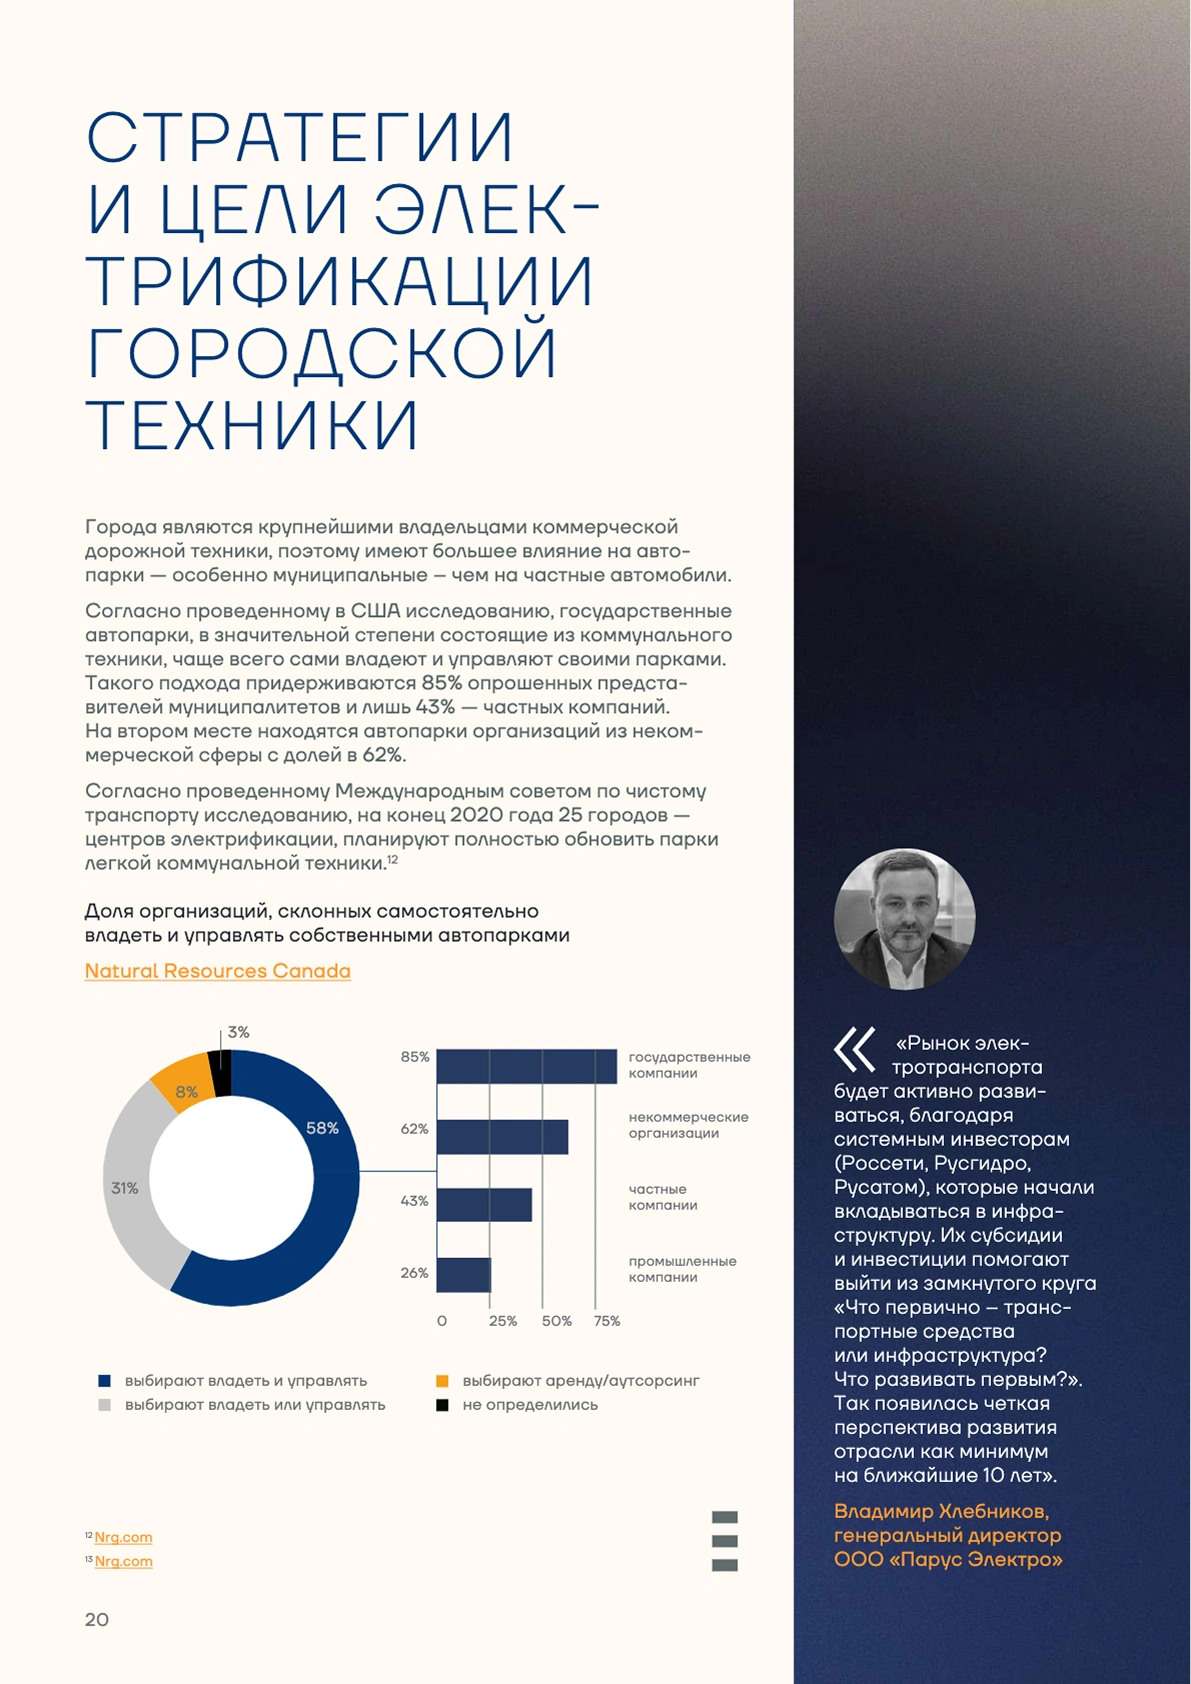 СТРАТЕГИИ
И ЦЕЛИ ЭЛЕК-
ТРИФИКАЦИИ
ГОРОДСКОЙ
ТЕХНИКИ
Города являются крупнейшими владельцами коммерческой
дорожной техники, поэтому имеют большее влияние на авто-
парки — особенно муниципальные – чем на частные автомобили.
Согласно проведенному в США исследованию, государственные
автопарки, в значительной степени состоящие из коммунального
техники, чаще всего сами владеют и управляют своими парками.
Такого подхода придерживаются 85% опрошенных предста-
вителей муниципалитетов и лишь 43% — частных компаний.
На втором месте находятся автопарки организаций из неком-
мерческой сферы с долей в 62%.
Согласно проведенному Международным советом по чистому
транспорту исследованию, на конец 2020 года 25 городов —
центров электрификации, планируют полностью обновить парки
легкой коммунальной техники.¹²
Доля организаций, склонных самостоятельно
владеть и управлять собственными автопарками
Natural Resources Canada
3%
8%
58%
31%
85%
государственные
компании
62%
некоммерческие
организации
43%
частные
компании
26%
промышленные
компании
0 25% 50% 75%
выбирают владеть и управлять
выбирают владеть или управлять
выбирают аренду/аутсорсинг
не определились
¹² Nrg.com
¹³ Nrg.com
20
«Рынок элек-
тротранспорта
будет активно разви-
ваться, благодаря
системным инвесторам
(Россети, Русгидро,
Русатом), которые начали
вкладываться в инфра-
структуру. Их субсидии
и инвестиции помогают
выйти из замкнутого круга
«Что первично – транс-
портные средства
или инфраструктура?
Что развивать первым?».
Так появилась четкая
перспектива развития
отрасли как минимум
на ближайшие 10 лет».
Владимир Хлебников,
генеральный директор
ООО «Парус Электро»